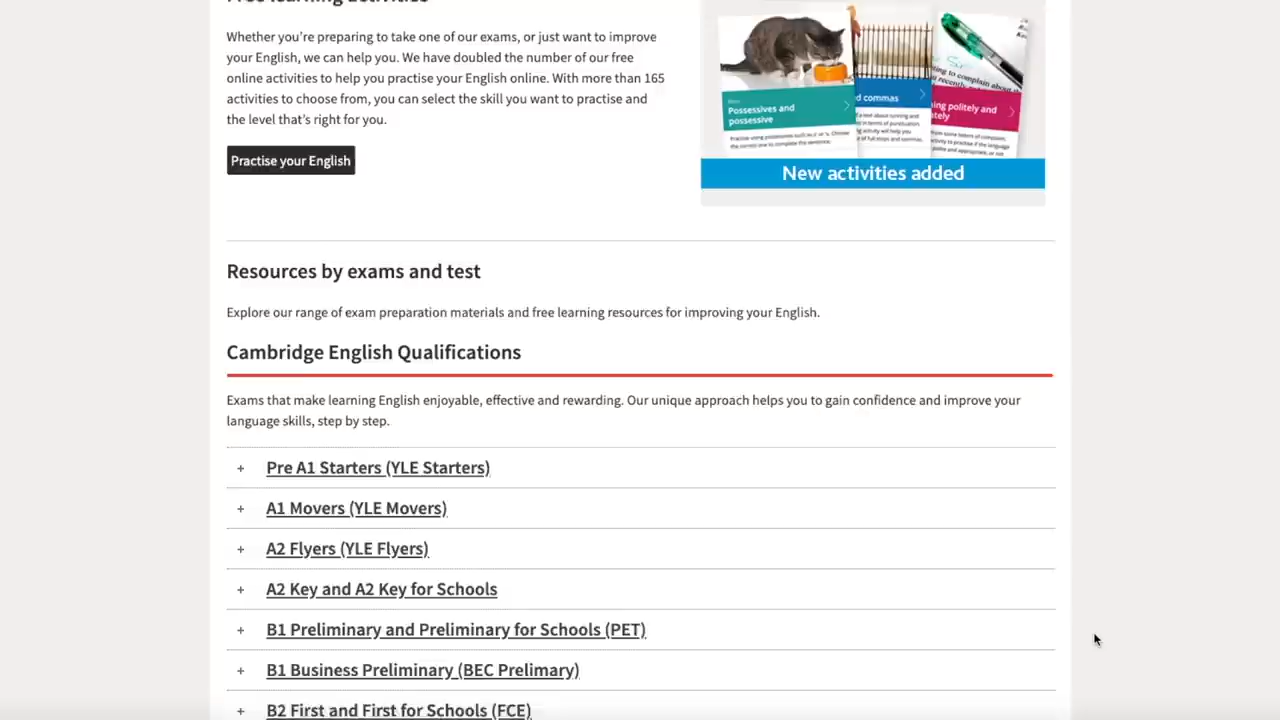 Free learning activities
Whether you're preparing to take one of our exams, or just want to improve
your English, we can help you. We have doubled the number of our free
online activities to help you practise your English online. With more than 165
activities to choose from, you can select the skill you want to practise and
the level that's right for you.
Practise your English
Possessives and
possessive
d commas
ing politely and
ately
New activities added
Resources by exams and test
Explore our range of exam preparation materials and free learning resources for improving your English.
Cambridge English Qualifications
Exams that make learning English enjoyable, effective and rewarding. Our unique approach helps you to gain confidence and improve your
language skills, step by step.
+ Pre A1 Starters (YLE Starters)
+ A1 Movers (YLE Movers)
+ A2 Flyers (YLE Flyers)
+ A2 Key and A2 Key for Schools
+ B1 Preliminary and Preliminary for Schools (PET)
+ B1 Business Preliminary (BEC Prelimary)
+ B2 First and First for Schools (FCE)